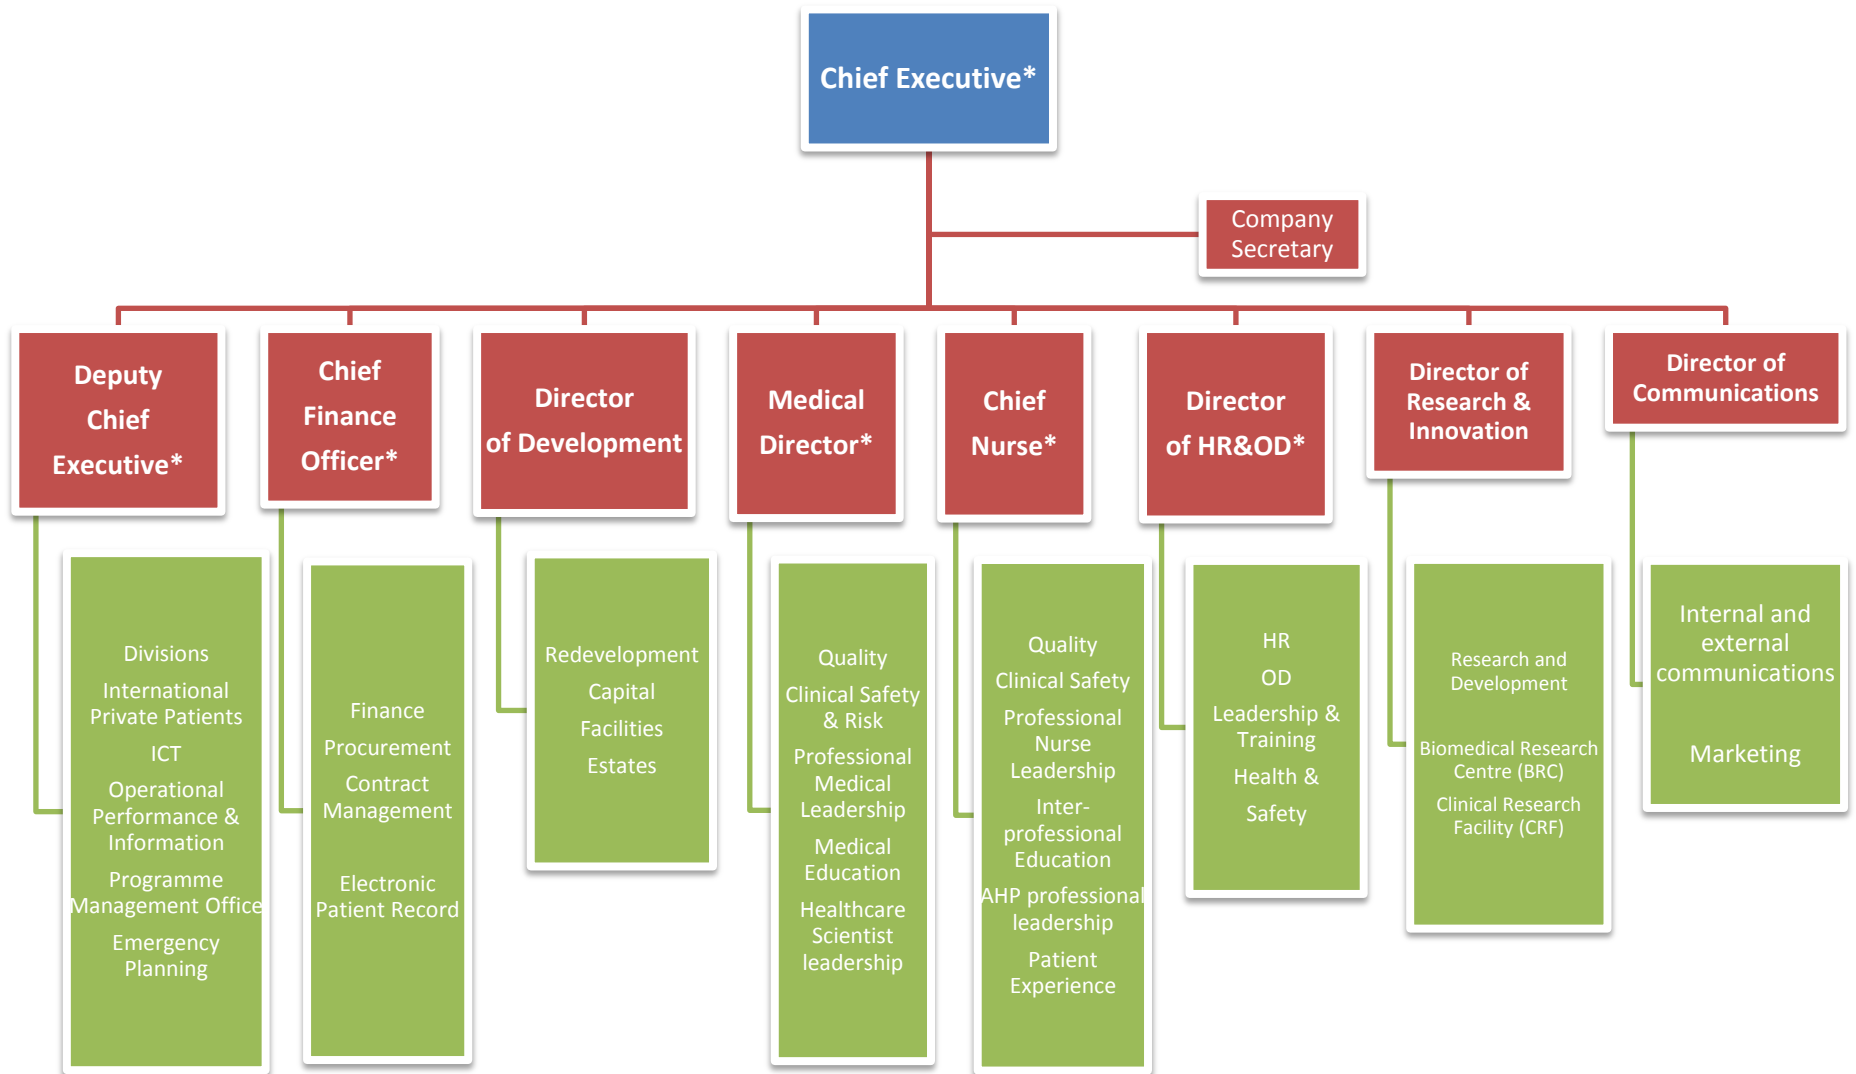 Chief Executive*
Company
Secretary
Deputy
Chief
Executive*
Chief
Finance
Officer*
Director
of Development
Medical
Director*
Chief
Nurse*
Director
of HR&OD*
Director of
Research &
Innovation
Director of
Communications
Divisions
International
Private Patients
ICT
Operational
Performance &
Information
Programme
Management Office
Emergency
Planning
Finance
Procurement
Contract
Management
Electronic
Patient Record
Redevelopment
Capital
Facilities
Estates
Quality
Clinical Safety
& Risk
Professional
Medical
Leadership
Medical
Education
Healthcare
Scientist
leadership
Quality
Clinical Safety
Professional
Nurse
Leadership
Inter-
professional
Education
AHP professional
leadership
Patient
Experience
HR
OD
Leadership &
Training
Health &
Safety
Research and
Development
Biomedical Research
Centre (BRC)
Clinical Research
Facility (CRF)
Internal and
external
communications
Marketing